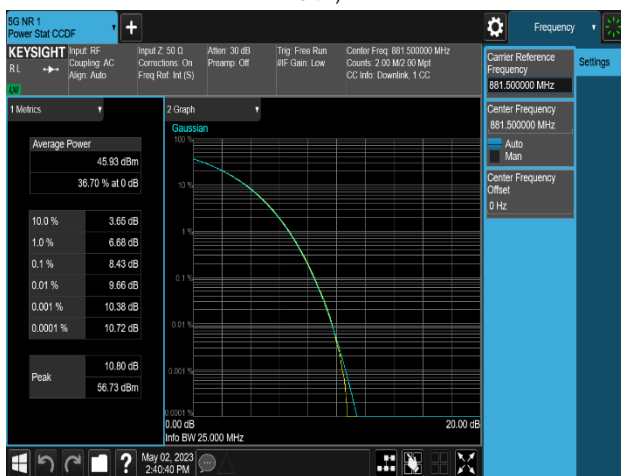 5G NR 1
Power Stat CCDF
Frequency
KEYSIGHT
RL
LV
Input: RF
Coupling: AC
Align: Auto
Input Z: 50 Ω
Corrections: On
Freq Ref: Int (S)
Atten: 30 dB
Preamp: Off
Trig: Free Run
#IF Gain: Low
Center Freq: 881.500000 MHz
Counts: 2.00 M/2.00 Mpt
CC Info: Downlink, 1 CC
Carrier Reference
Frequency
881.500000 MHz
Settings
Center Frequency
881.500000 MHz
Auto
Man
Center Frequency
Offset
0 Hz
1 Metrics
Average Power
45.93 dBm
36.70 % at 0 dB
10.0 % 3.65 dB
1.0 % 6.68 dB
0.1 % 8.43 dB
0.01 % 9.66 dB
0.001 % 10.38 dB
0.0001 % 10.72 dB
Peak
10.80 dB
56.73 dBm
2 Graph
Gaussian
100 %
10 %
1 %
0.1 %
0.01 %
0.001 %
0.0001 %
0.00 dB 20.00 dB
Info BW 25.000 MHz
?
May 02, 2023
2:40:40 PM